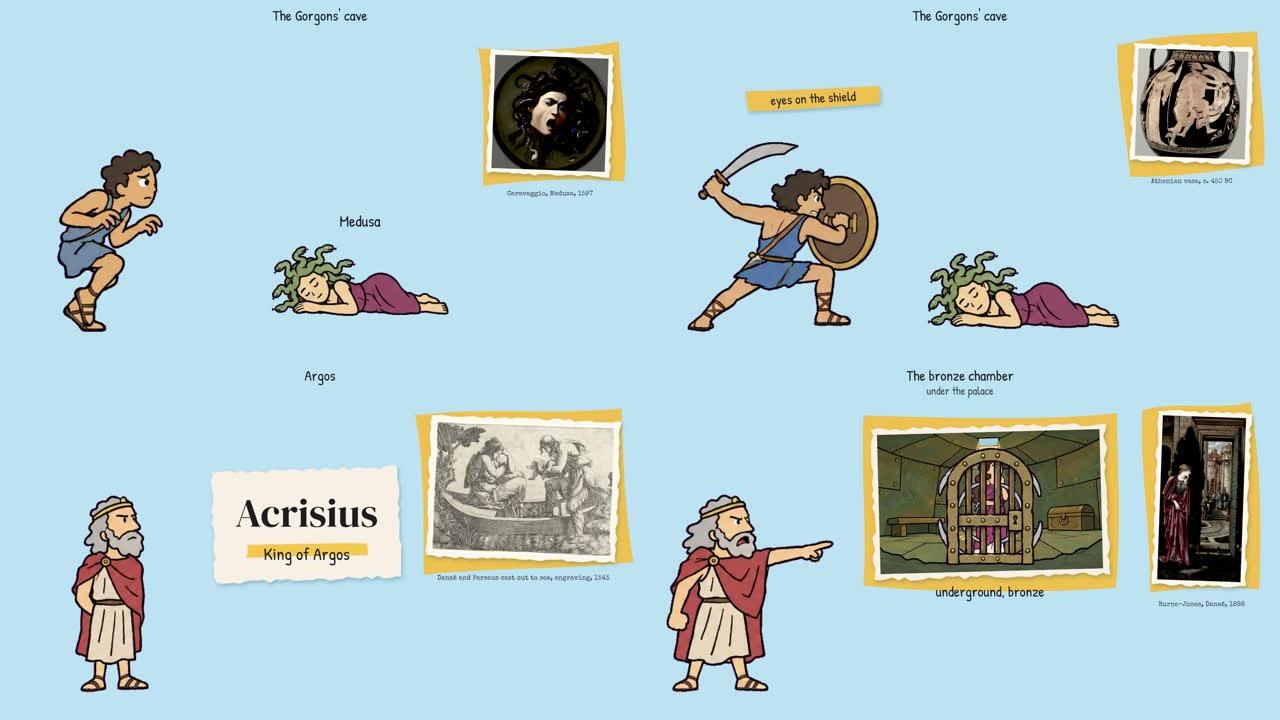 The Gorgons' cave
Caravaggio, Medusa, 1597
Medusa
The Gorgons' cave
eyes on the shield
Athenian vase, c. 450 BC
Argos
Acrisius
King of Argos
Danaë and Perseus cast out to sea, engraving, 1543
The bronze chamber
under the palace
underground, bronze
Burne-Jones, Danaë, 1888